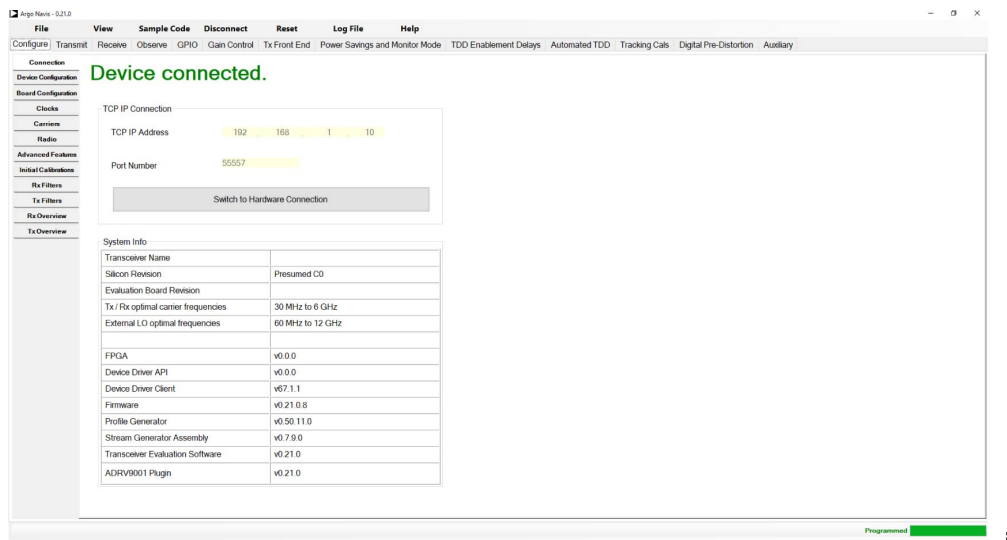 Argo Navis - 0.21.0
File View Sample Code Disconnect Reset Log File Help
Configure Transmit Receive Observe GPIO Gain Control Tx Front End Power Savings and Monitor Mode TDD Enablement Delays Automated TDD Tracking Cals Digital Pre-Distortion Auxiliary
Connection
Device Configuration
Board Configuration
Clocks
Carriers
Radio
Advanced Features
Initial Calibrations
Rx Filters
Tx Filters
Rx Overview
Tx Overview
Device connected.
TCP IP Connection
TCP IP Address 192 . 168 . 1 . 10
Port Number 55557
Switch to Hardware Connection
System Info
Transceiver Name
Silicon Revision Presumed C0
Evaluation Board Revision
Tx / Rx optimal carrier frequencies 30 MHz to 6 GHz
External LO optimal frequencies 60 MHz to 12 GHz
FPGA v0.0.0
Device Driver API v0.0.0
Device Driver Client v67.1.1
Firmware v0.21.0.8
Profile Generator v0.50.11.0
Stream Generator Assembly v0.7.9.0
Transceiver Evaluation Software v0.21.0
ADRV9001 Plugin v0.21.0
Programmed